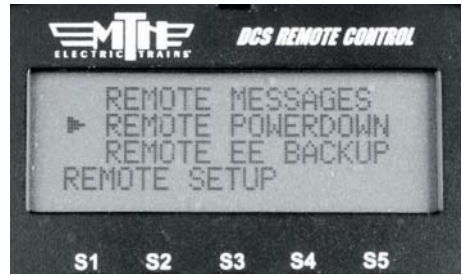 MTH DCS REMOTE CONTROL
ELECTRIC TRAINS
REMOTE MESSAGES
REMOTE POWERDOWN
REMOTE EE BACKUP
REMOTE SETUP
S1 S2 S3 S4 S5